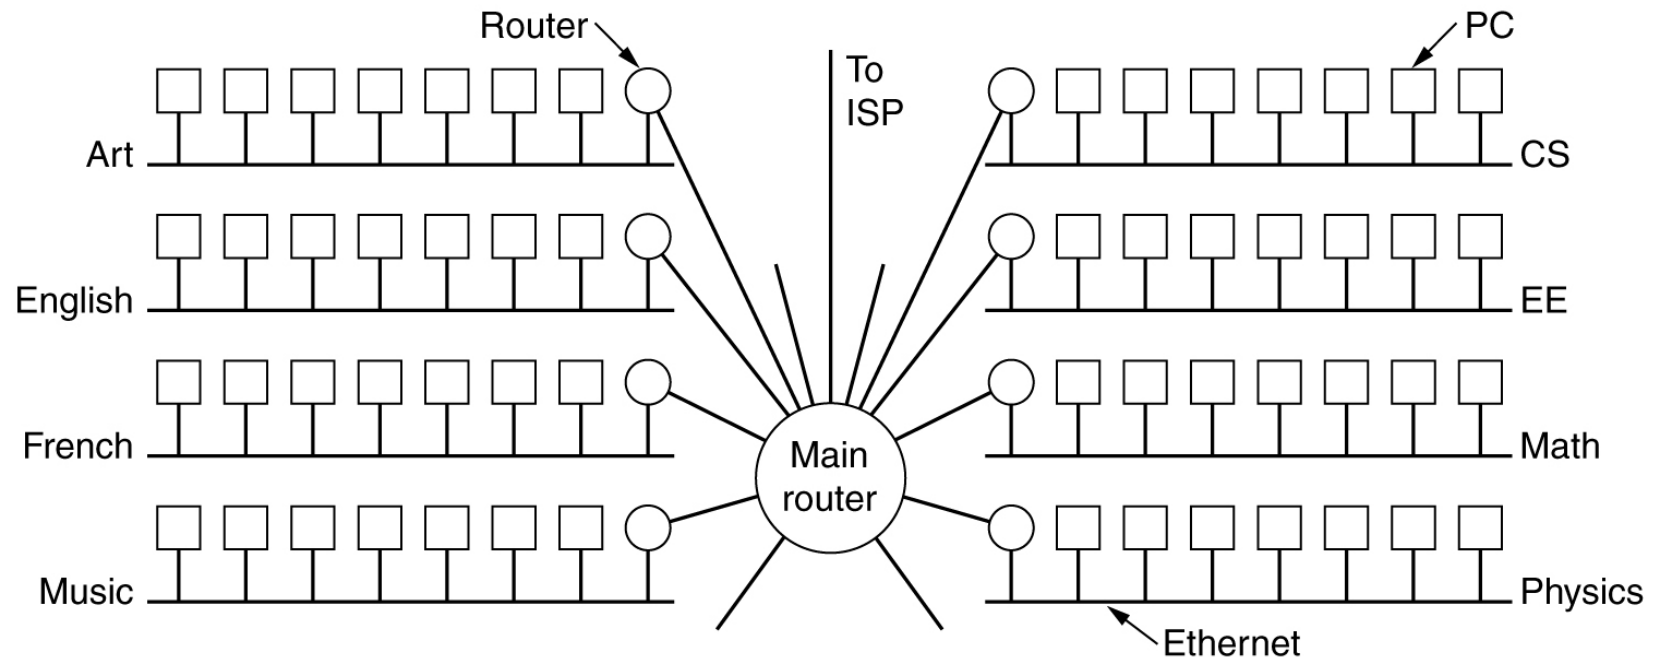 Router
PC
To
ISP
Art
CS
English
EE
French
Math
Main
router
Music
Physics
Ethernet